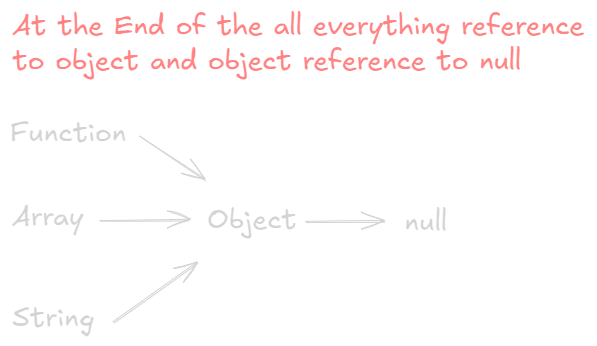 At the End of the all everything reference
to object and object reference to null
Function
Array
Object
null
String